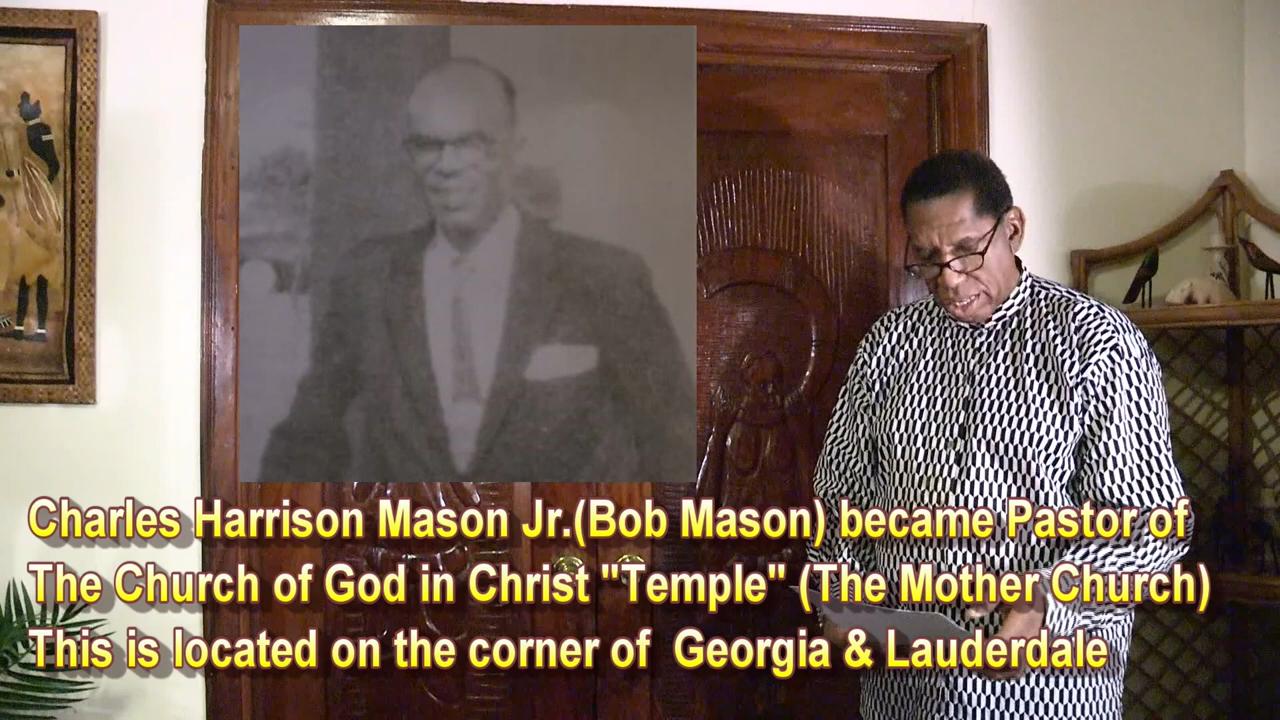 Charles Harrison Mason Jr.(Bob Mason) became Pastor of
The Church of God in Christ "Temple" (The Mother Church)
This is located on the corner of  Georgia & Lauderdale